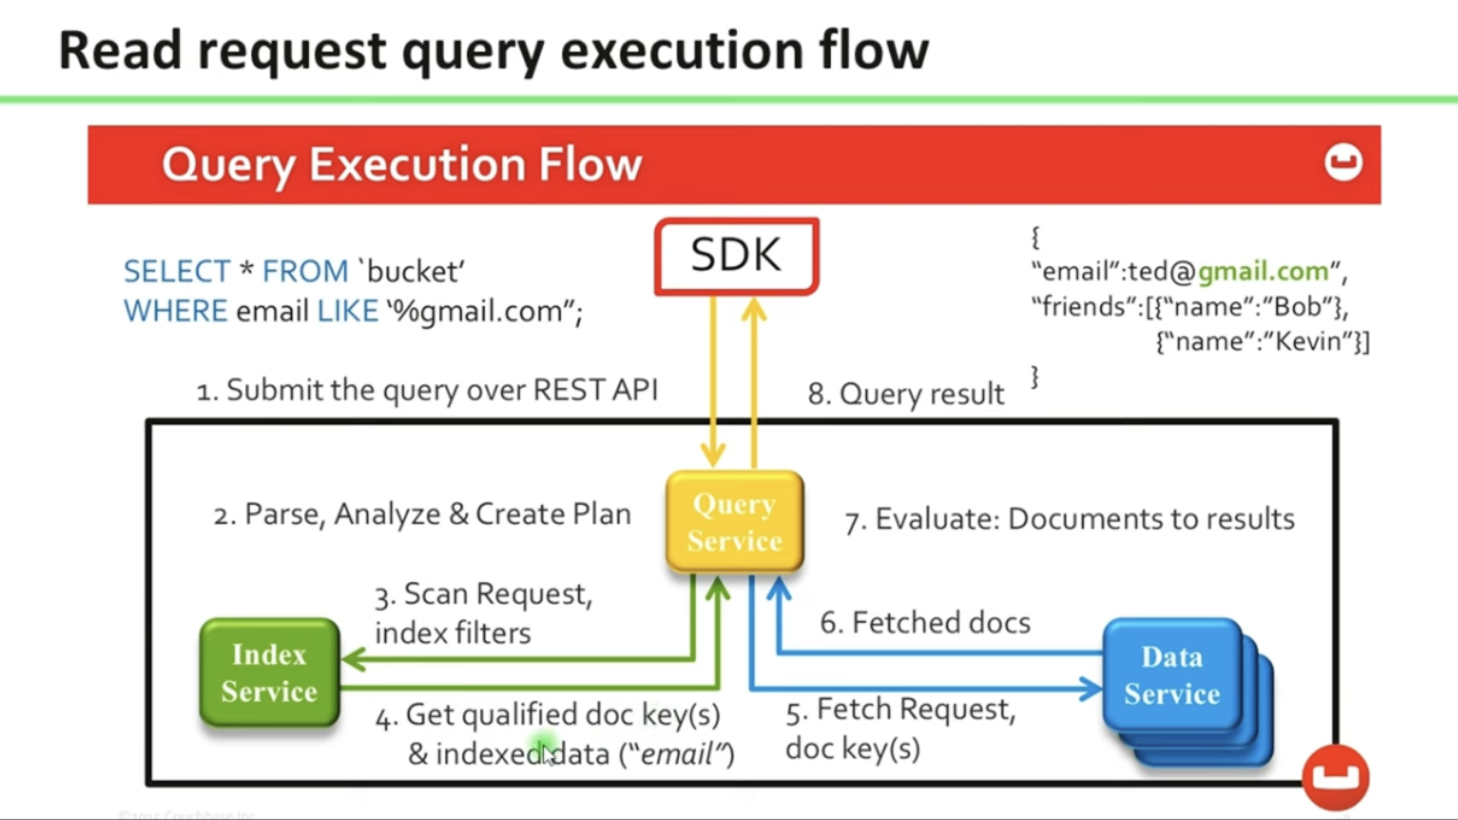 Read request query execution flow
Query Execution Flow
SELECT * FROM `bucket’
WHERE email LIKE ‘%gmail.com”;
SDK
{
“email”:ted@gmail.com”,
“friends”:[{“name”:”Bob”},
{“name”:”Kevin”}]
}
1. Submit the query over REST API
8. Query result
2. Parse, Analyze & Create Plan
Query
Service
7. Evaluate: Documents to results
3. Scan Request,
index filters
6. Fetched docs
Index
Service
Data
Service
4. Get qualified doc key(s)
& indexed data (“email”)
5. Fetch Request,
doc key(s)